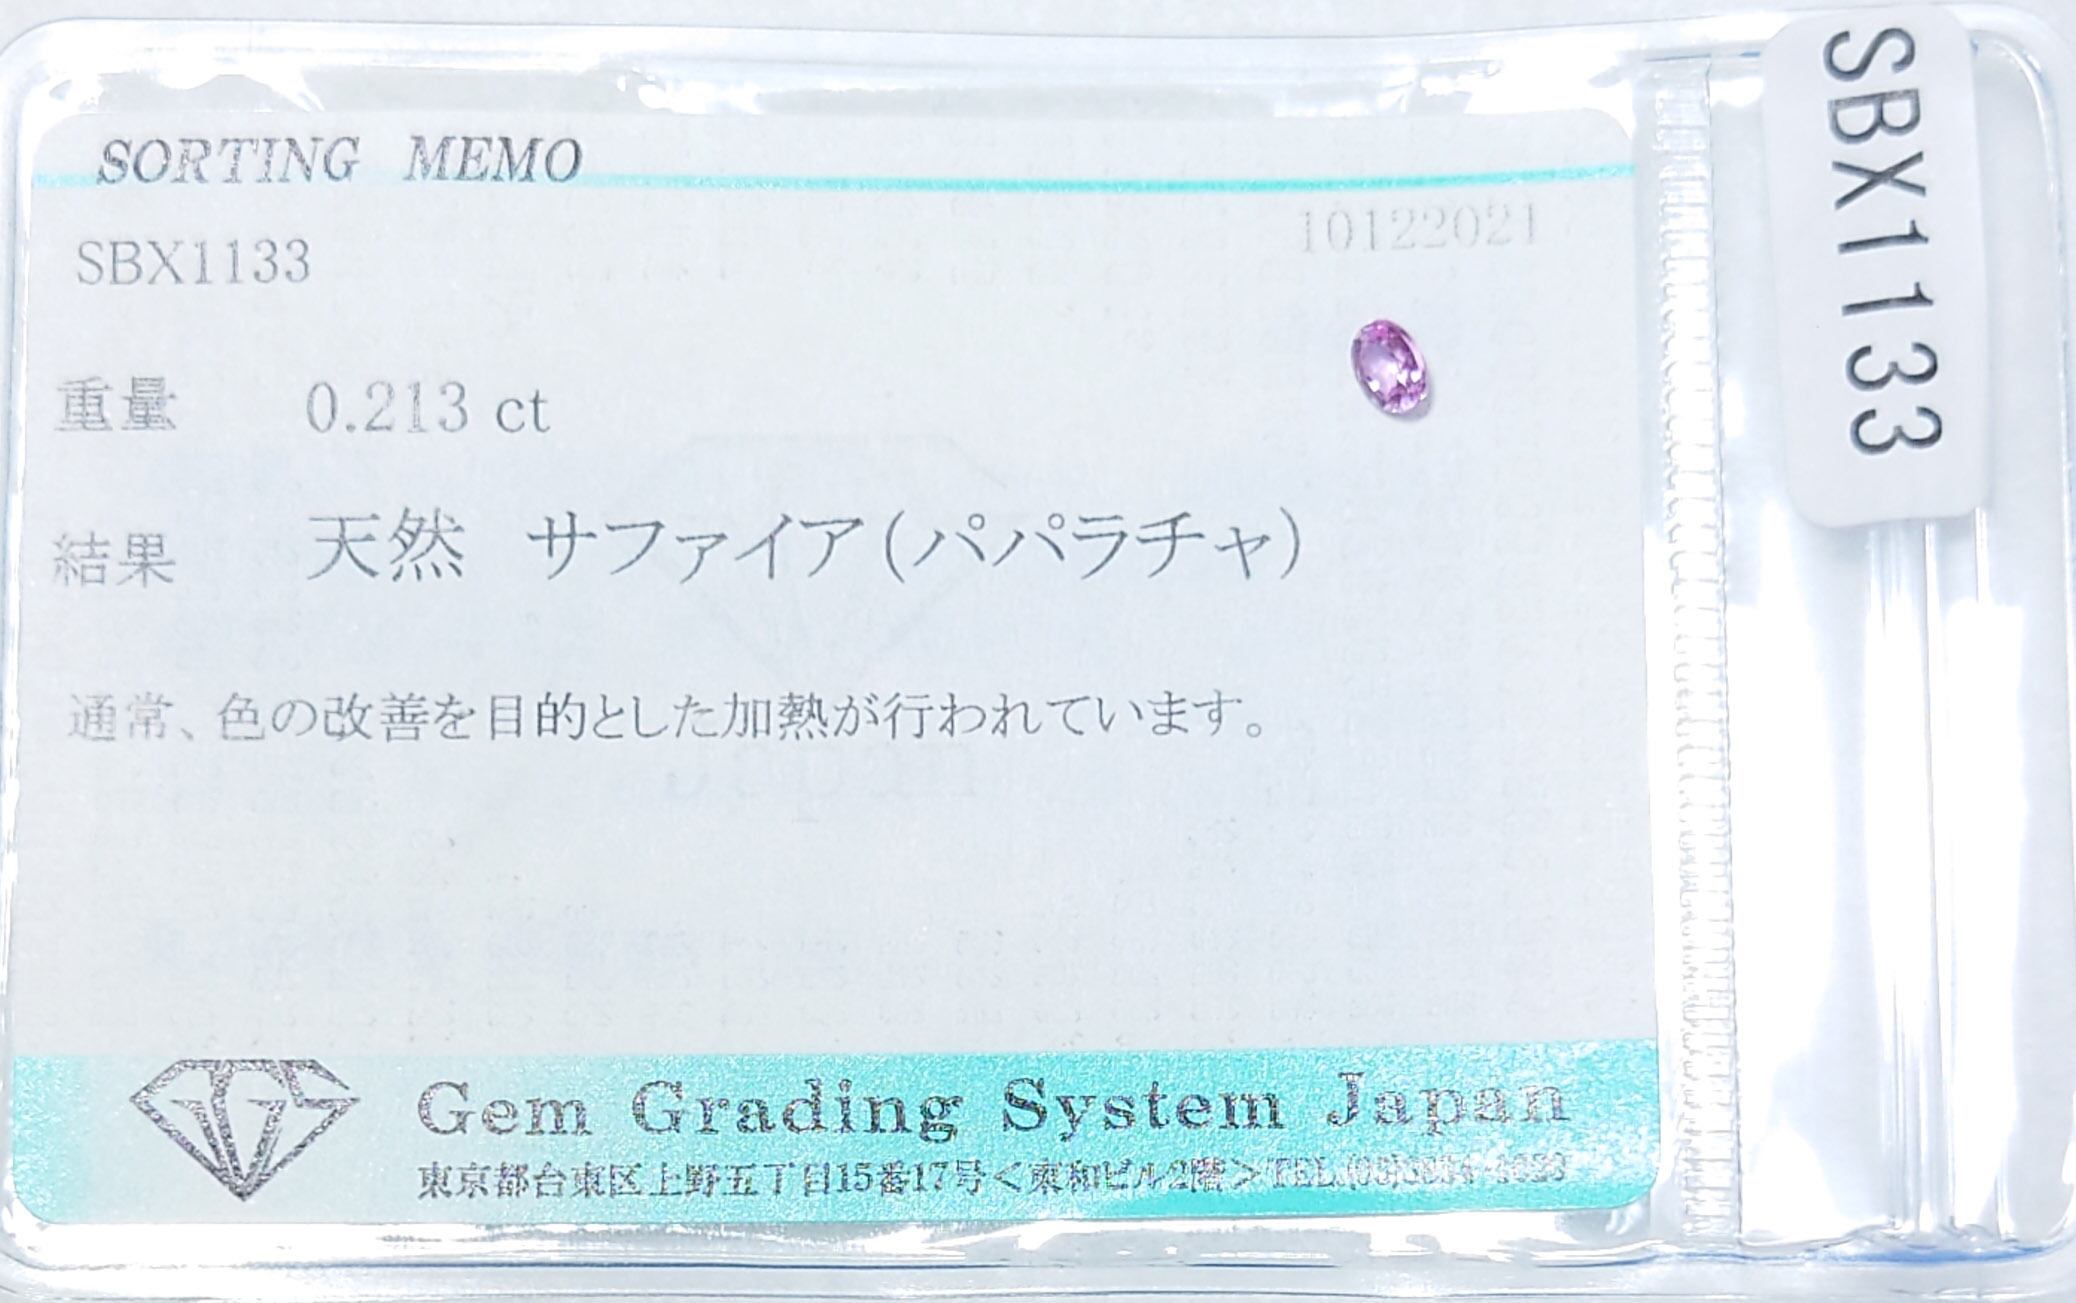 SORTING MEMO
SBX1133
10122021
重量 0.213 ct
結果 天然 サファイア(パパラチャ)
通常、色の改善を目的とした加熱が行われています。
Gem Grading System Japan
東京都台東区上野五丁目15番17号<東和ビル2階>TEL
SBX1133